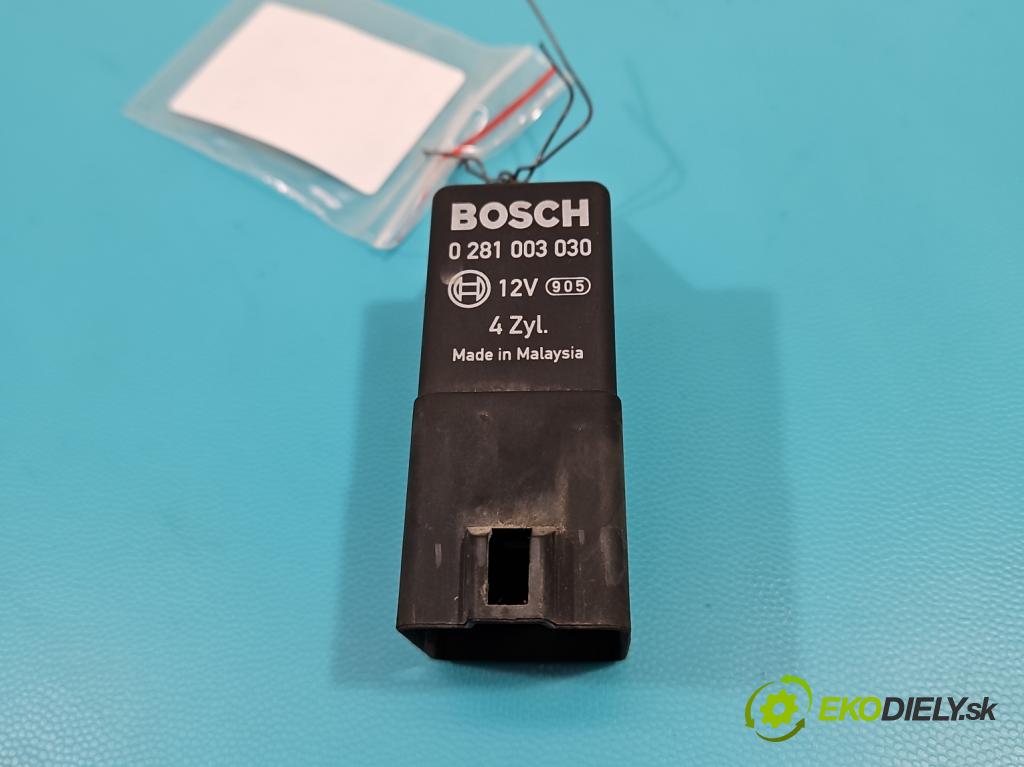 BOSCH
0 281 003 030
12V 905
4 Zyl.
Made in Malaysia
EKODIELY.sk